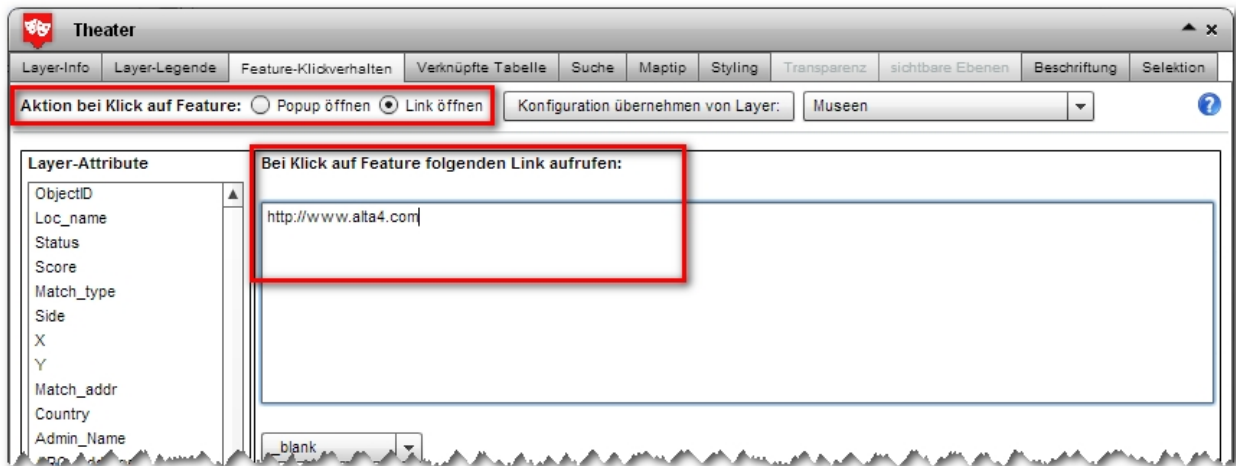 Theater
Layer-Info Layer-Legende Feature-Klickverhalten Verknüpfte Tabelle Suche Maptip Styling Transparenz sichtbare Ebenen Beschriftung Selektion
Aktion bei Klick auf Feature: Popup öffnen Link öffnen Konfiguration übernehmen von Layer: Museen
Layer-Attribute
Bei Klick auf Feature folgenden Link aufrufen:
ObjectID
Loc_name
http://www.alta4.com
Status
Score
Match_type
Side
X
Y
Match_addr
Country
Admin_Name
_blank